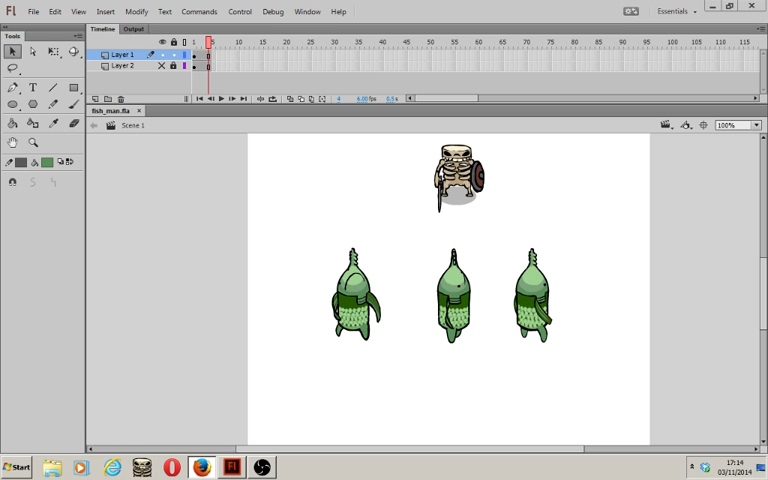 Fl File Edit View Insert Modify Text Commands Control Debug Window Help Essentials
Tools
Timeline Output
1 5 10 15 20 25 30 35 40 45 50 55 60 65 70 75 80 85 90 95 100 105 110 115
Layer 1
Layer 2
4 6.00 fps 0.5 s
fish_man.fla
Scene 1
100%
T
Start
Fl
17:14
03/11/2014